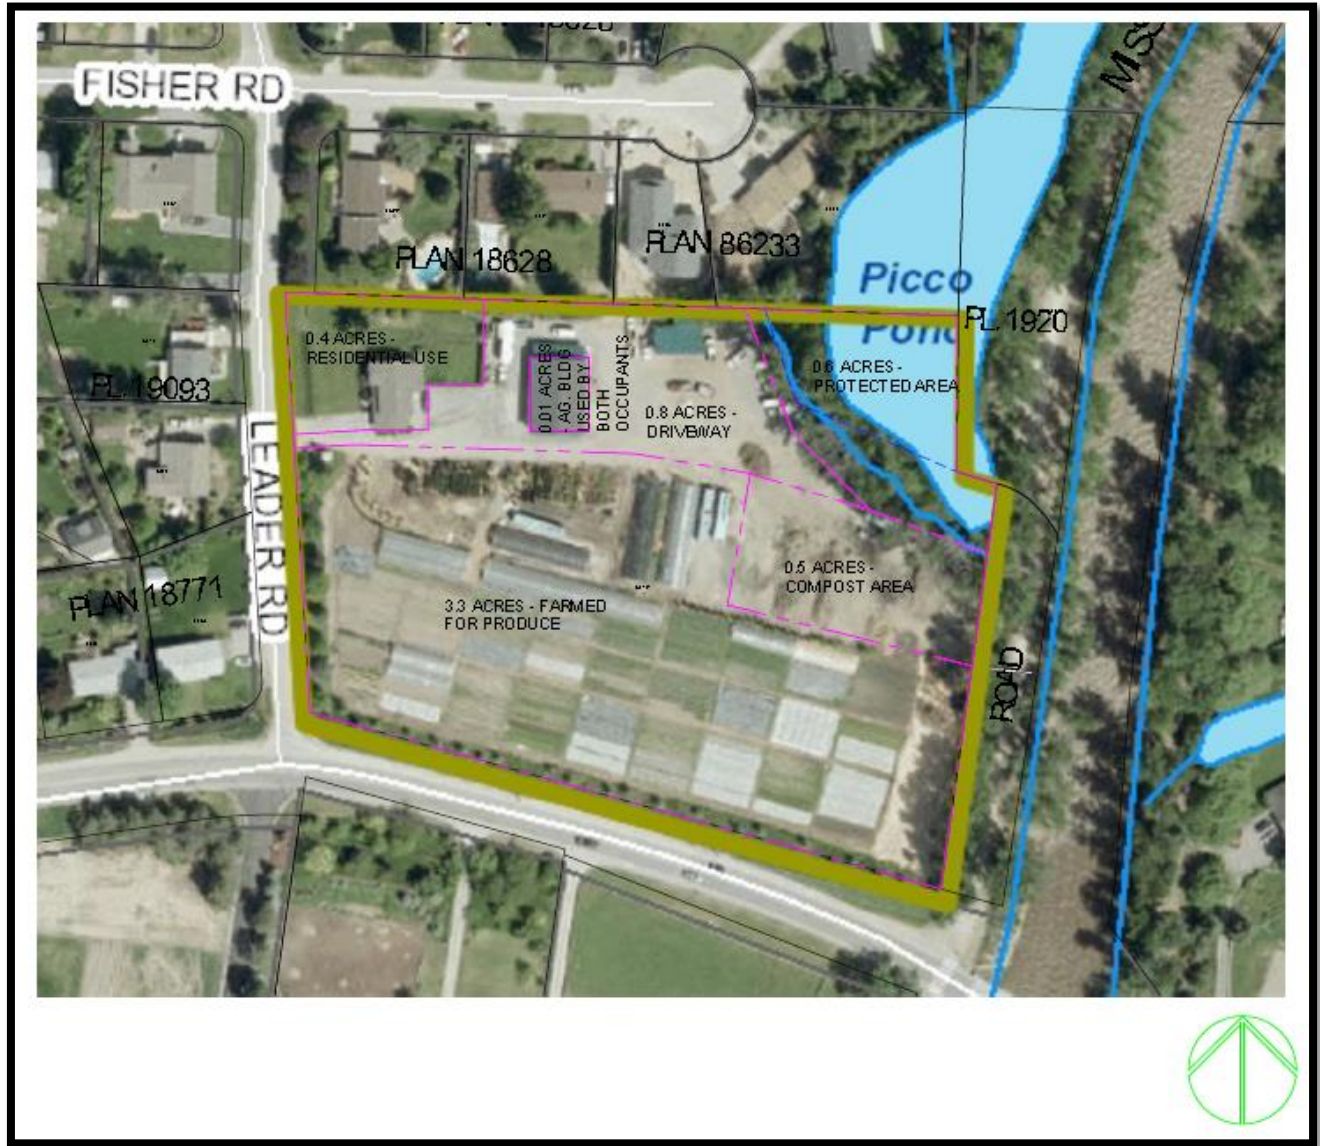 FISHER RD
PLAN 18628
PLAN 86233
Picco
Pond
PL. 1920
0.4 ACRES -
RESIDENTIAL USE
0.01 ACRES
- AG. BLDG
USED BY
BOTH
OCCUPANTS
0.8 ACRES -
DRIVEWAY
0.6 ACRES -
PROTECTED AREA
PL. 19093
LEADER RD
PLAN 18771
3.3 ACRES - FARMED
FOR PRODUCE
0.5 ACRES -
COMPOST AREA
ROAD